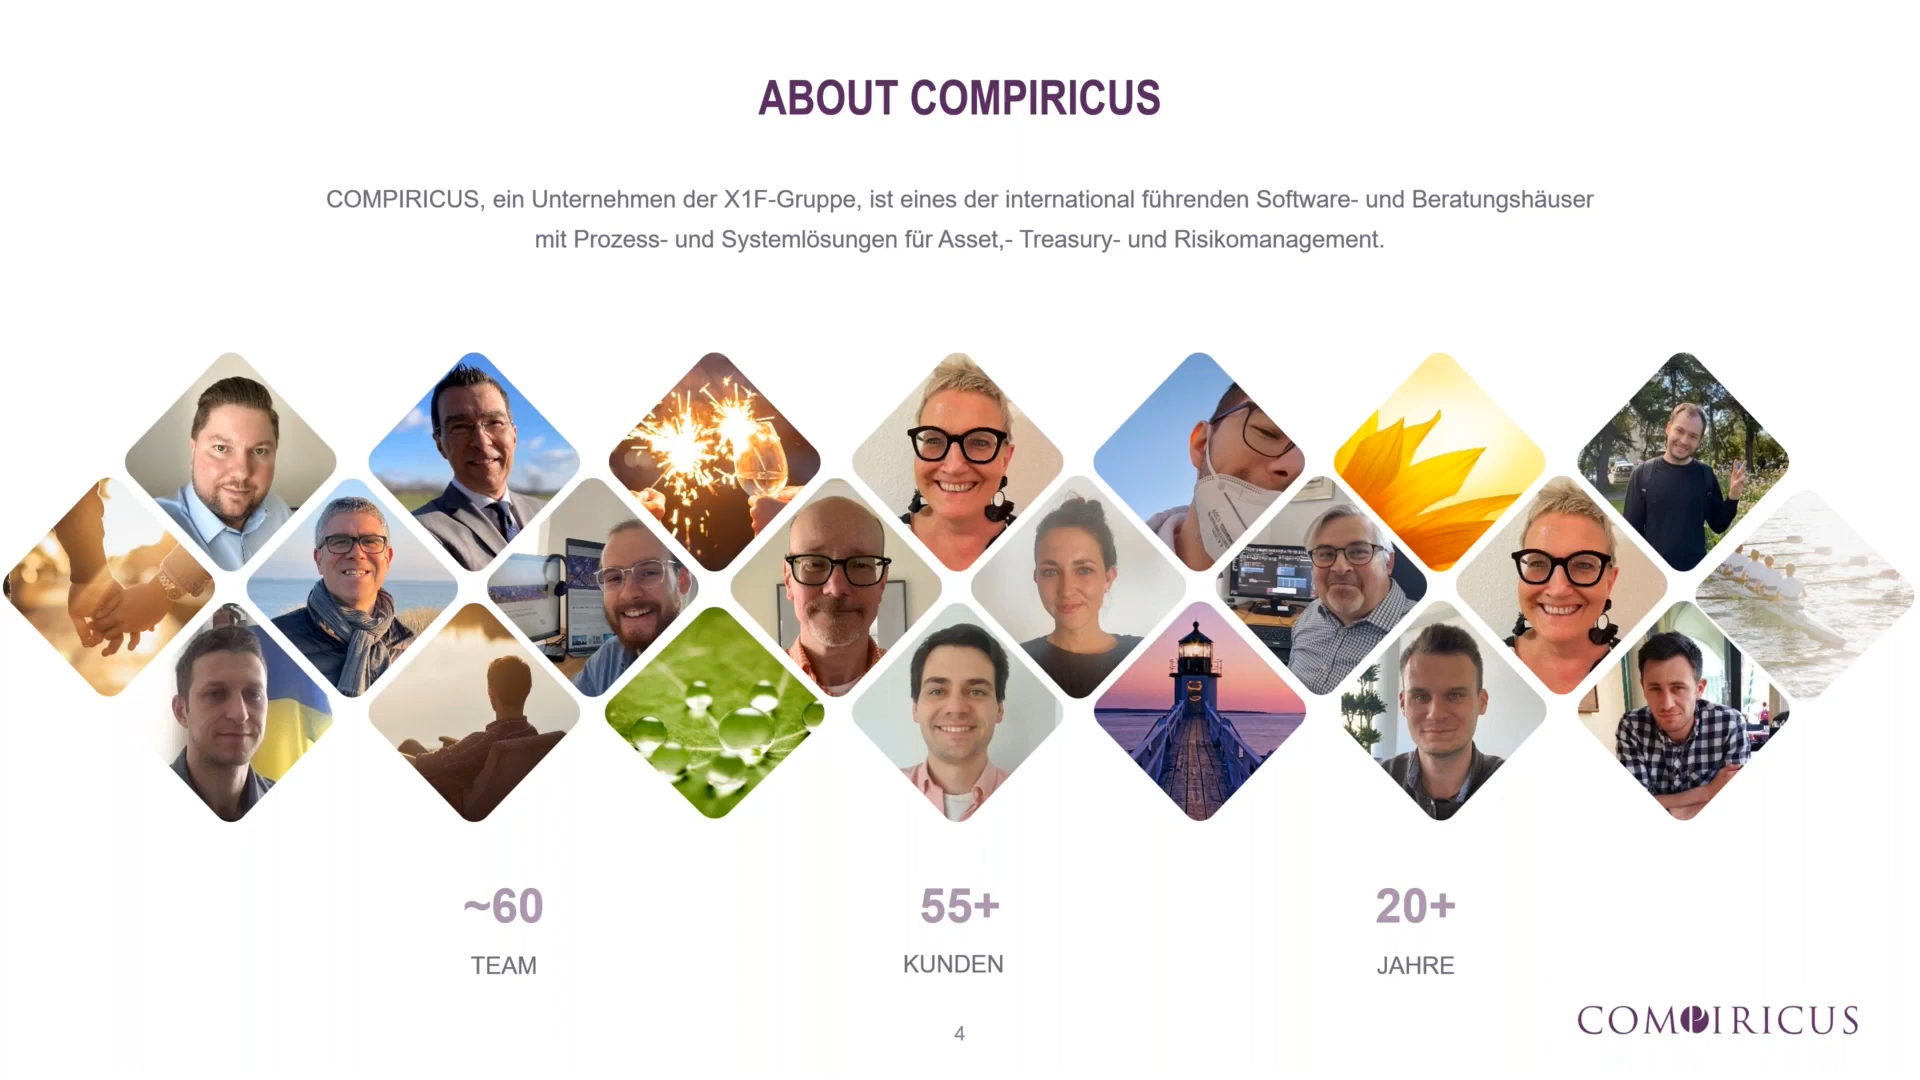 ABOUT COMPIRICUS
COMPIRICUS, ein Unternehmen der X1F-Gruppe, ist eines der international führenden Software- und Beratungshäuser
mit Prozess- und Systemlösungen für Asset,- Treasury- und Risikomanagement.
~60
55+
20+
TEAM
KUNDEN
JAHRE
4
COMPIRICUS